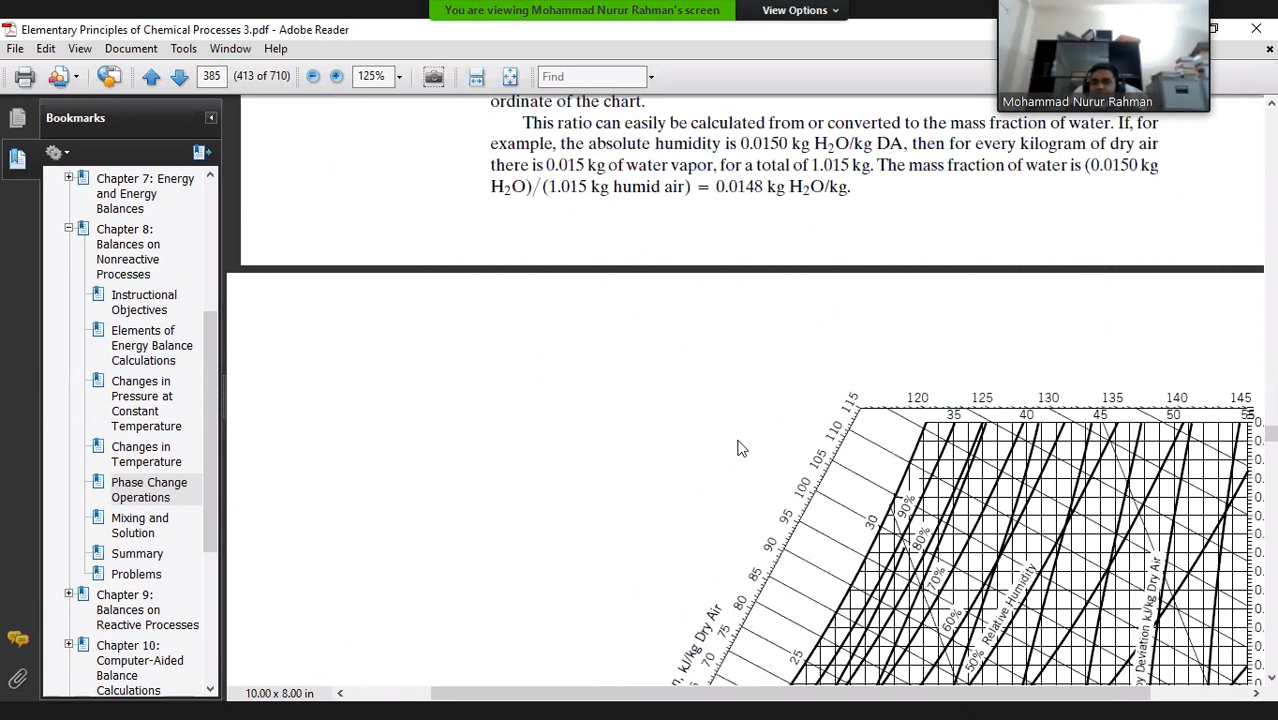 You are viewing Mohammad Nurur Rahman's screen
View Options
Elementary Principles of Chemical Processes 3.pdf - Adobe Reader
File Edit View Document Tools Window Help
385 (413 of 710) 125% Find
Mohammad Nurur Rahman
Bookmarks
Chapter 7: Energy
and Energy
Balances
Chapter 8:
Balances on
Nonreactive
Processes
Instructional
Objectives
Elements of
Energy Balance
Calculations
Changes in
Pressure at
Constant
Temperature
Changes in
Temperature
Phase Change
Operations
Mixing and
Solution
Summary
Problems
Chapter 9:
Balances on
Reactive Processes
Chapter 10:
Computer-Aided
Balance
Calculations
ordinate of the chart.
This ratio can easily be calculated from or converted to the mass fraction of water. If, for
example, the absolute humidity is 0.0150 kg H₂O/kg DA, then for every kilogram of dry air
there is 0.015 kg of water vapor, for a total of 1.015 kg. The mass fraction of water is (0.0150 kg
H₂O)/(1.015 kg humid air) = 0.0148 kg H₂O/kg.
120 125 130 135 140 145
35 40 45 50 55
115
110
105
100
95
90
85
80
75
70
30
25
90%
80%
70%
60%
50% Relative Humidity
Deviation kJ/kg Dry Air
kJ/kg Dry Air
10.00 x 8.00 in